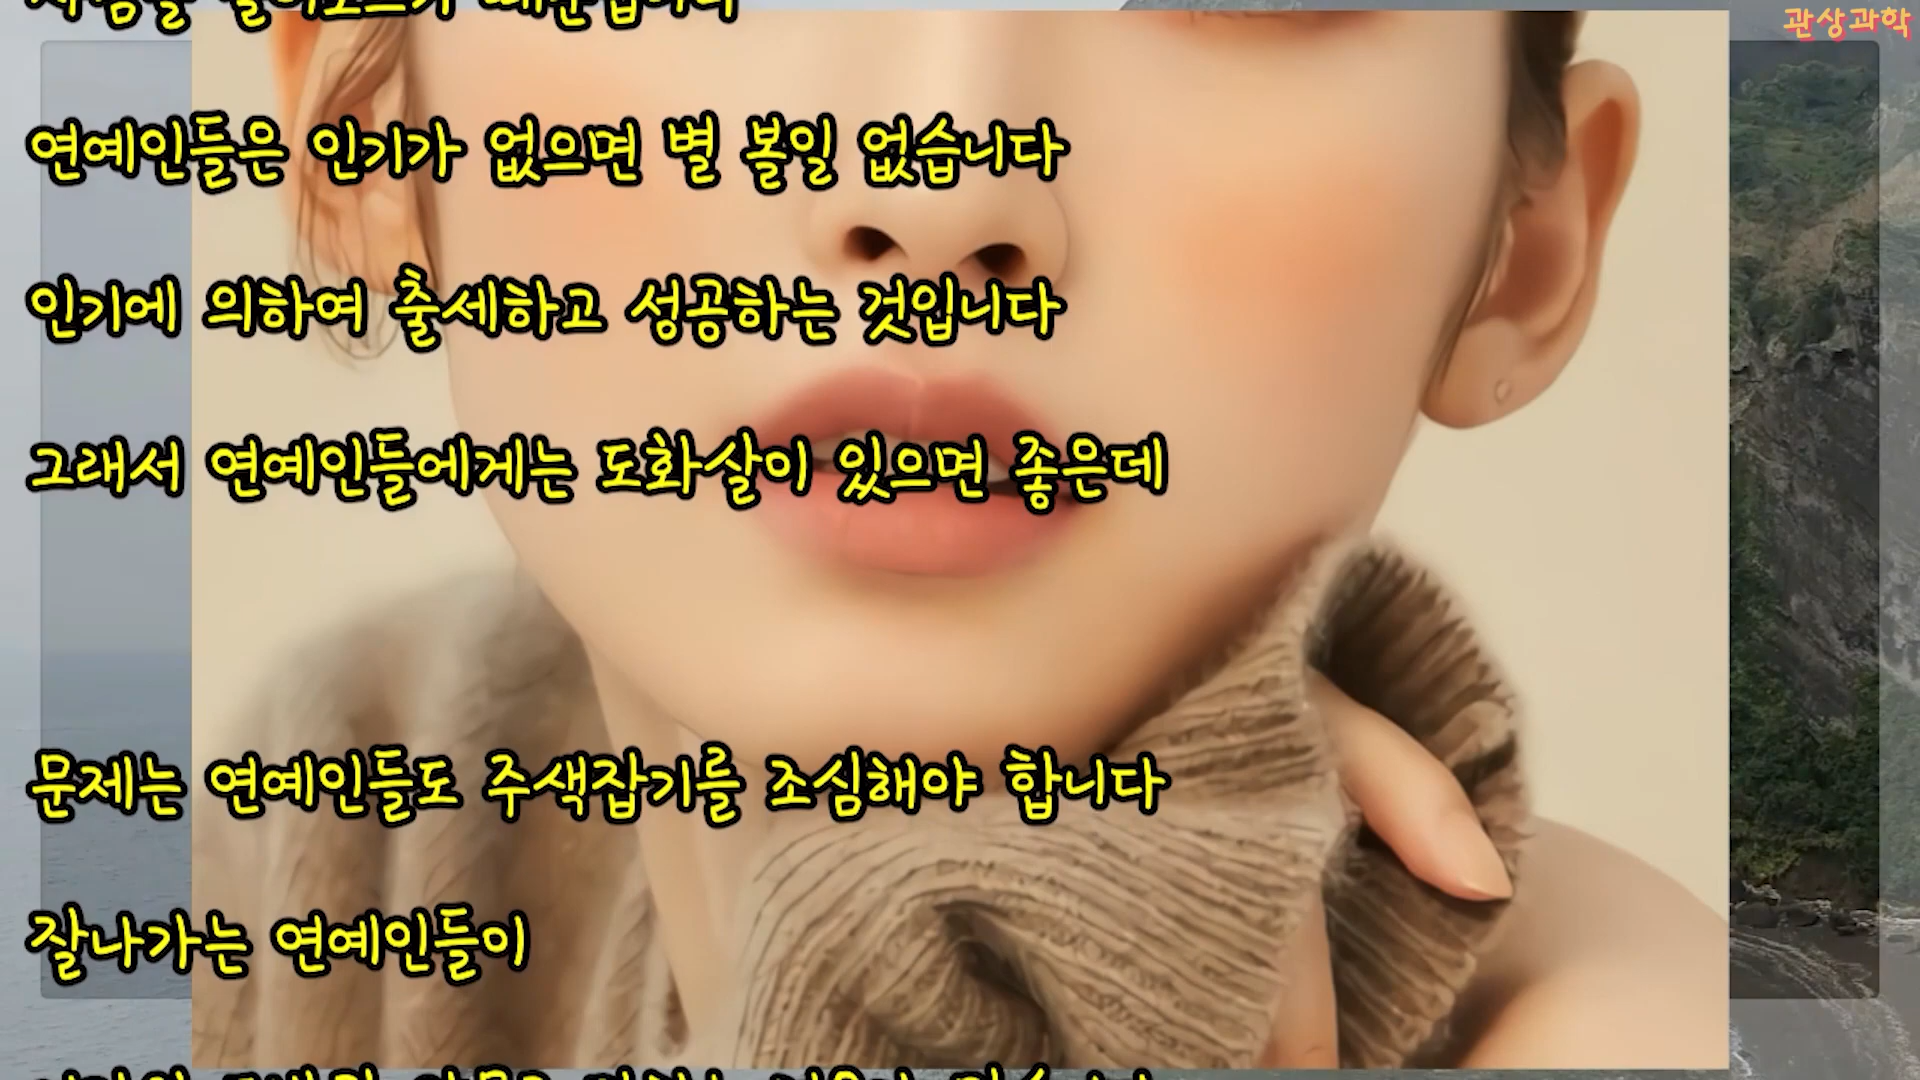 관상과학
연예인들은 인기가 없으면 별 볼일 없습니다
인기에 의하여 출세하고 성공하는 것입니다
그래서 연예인들에게는 도화살이 있으면 좋은데
문제는 연예인들도 주색잡기를 조심해야 합니다
잘나가는 연예인들이